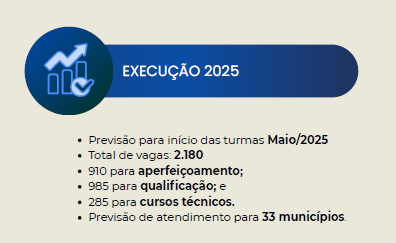 EXECUÇÃO 2025
• Previsão para início das turmas Maio/2025
• Total de vagas: 2.180
• 910 para aperfeiçoamento;
• 985 para qualificação; e
• 285 para cursos técnicos.
• Previsão de atendimento para 33 municípios.